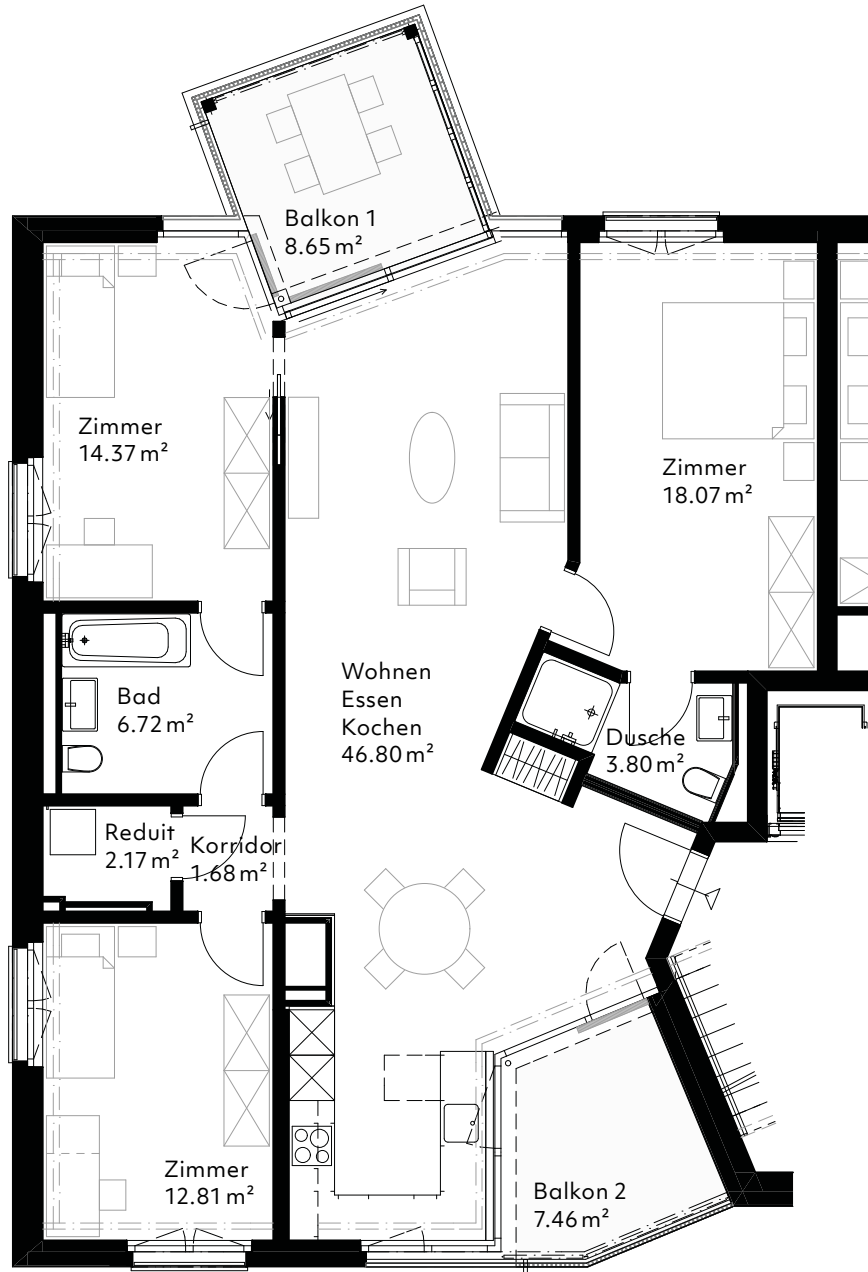 Balkon 1
8.65 m²
Zimmer
14.37 m²
Zimmer
18.07 m²
Wohnen
Essen
Kochen
46.80 m²
Bad
6.72 m²
Dusche
3.80 m²
Reduit
2.17 m²
Korridor
1.68 m²
Zimmer
12.81 m²
Balkon 2
7.46 m²